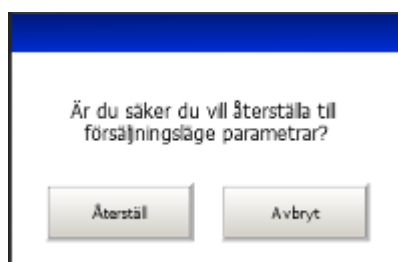 Är du säker du vill återställa till
försäljningsläge parametrar?
Återställ
Avbryt